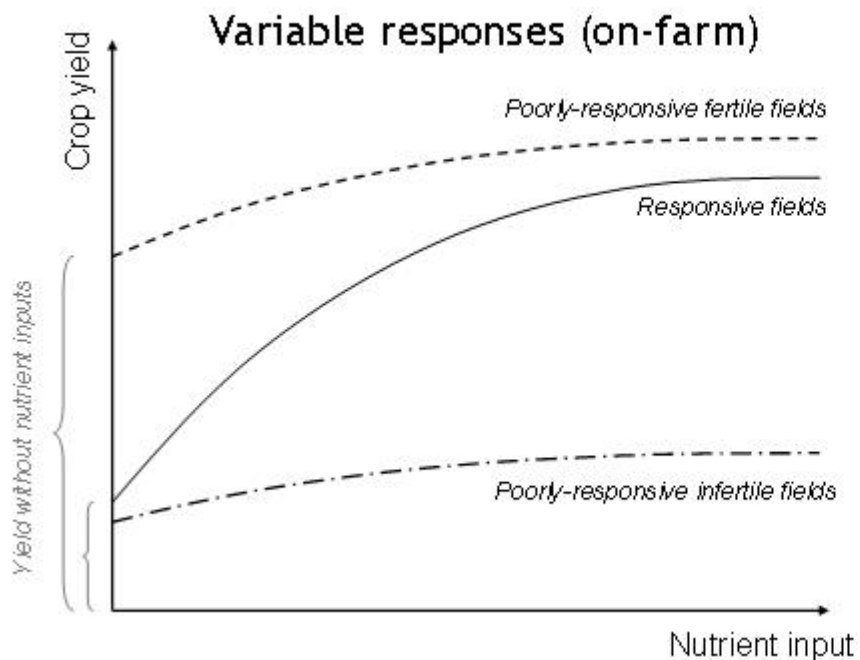 Variable responses (on-farm)
Crop yield
Poorly-responsive fertile fields
Responsive fields
Yield without nutrient inputs
Poorly-responsive infertile fields
Nutrient input